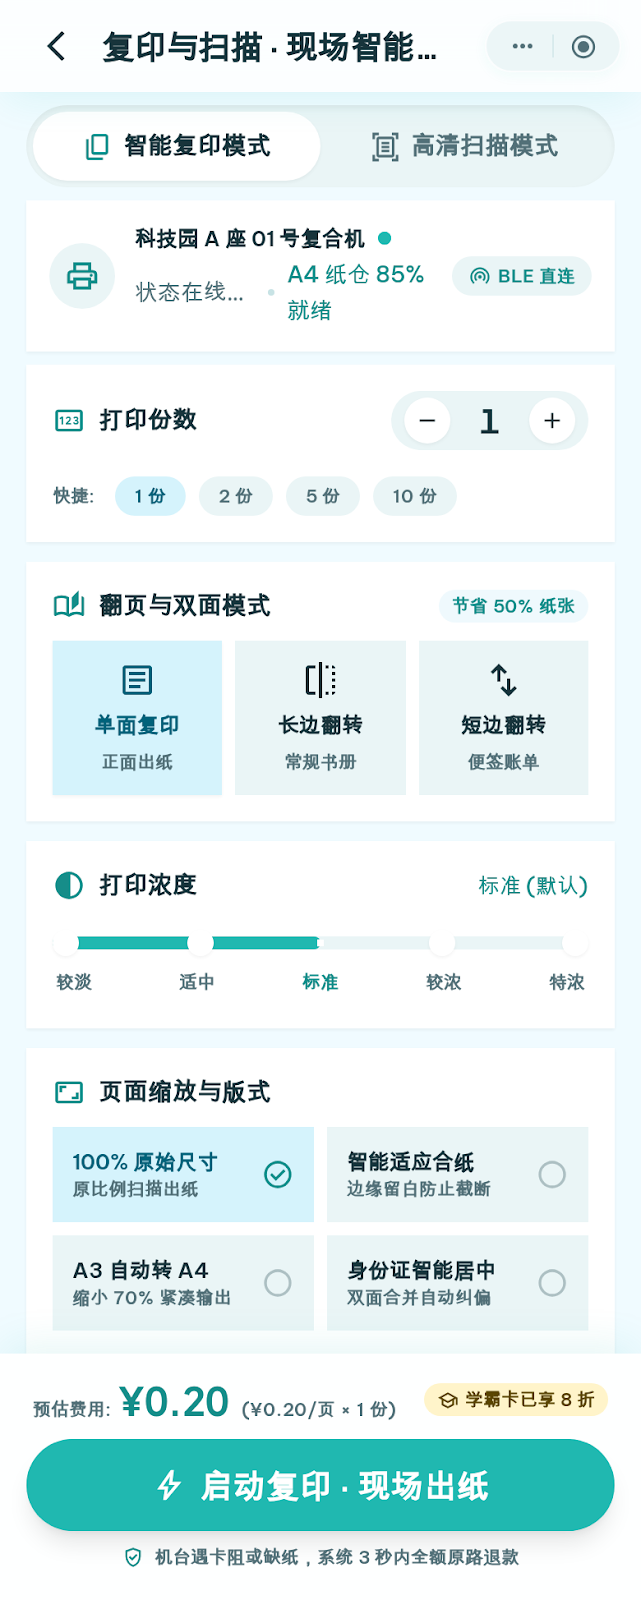 复印与扫描 · 现场智能...
智能复印模式
高清扫描模式
科技园 A 座 01 号复合机
状态在线...
A4 纸仓 85%
就绪
BLE 直连
123
打印份数
1
快捷:
1 份
2 份
5 份
10 份
翻页与双面模式
节省 50% 纸张
单面复印
正面出纸
长边翻转
常规书册
短边翻转
便签账单
打印浓度
标准 (默认)
较淡
适中
标准
较浓
特浓
页面缩放与版式
100% 原始尺寸
原比例扫描出纸
智能适应合纸
边缘留白防止截断
A3 自动转 A4
缩小 70% 紧凑输出
身份证智能居中
双面合并自动纠偏
预估费用: ¥0.20 (¥0.20/页 × 1 份)
学霸卡已享 8 折
启动复印 · 现场出纸
机台遇卡阻或缺纸，系统 3 秒内全额原路退款